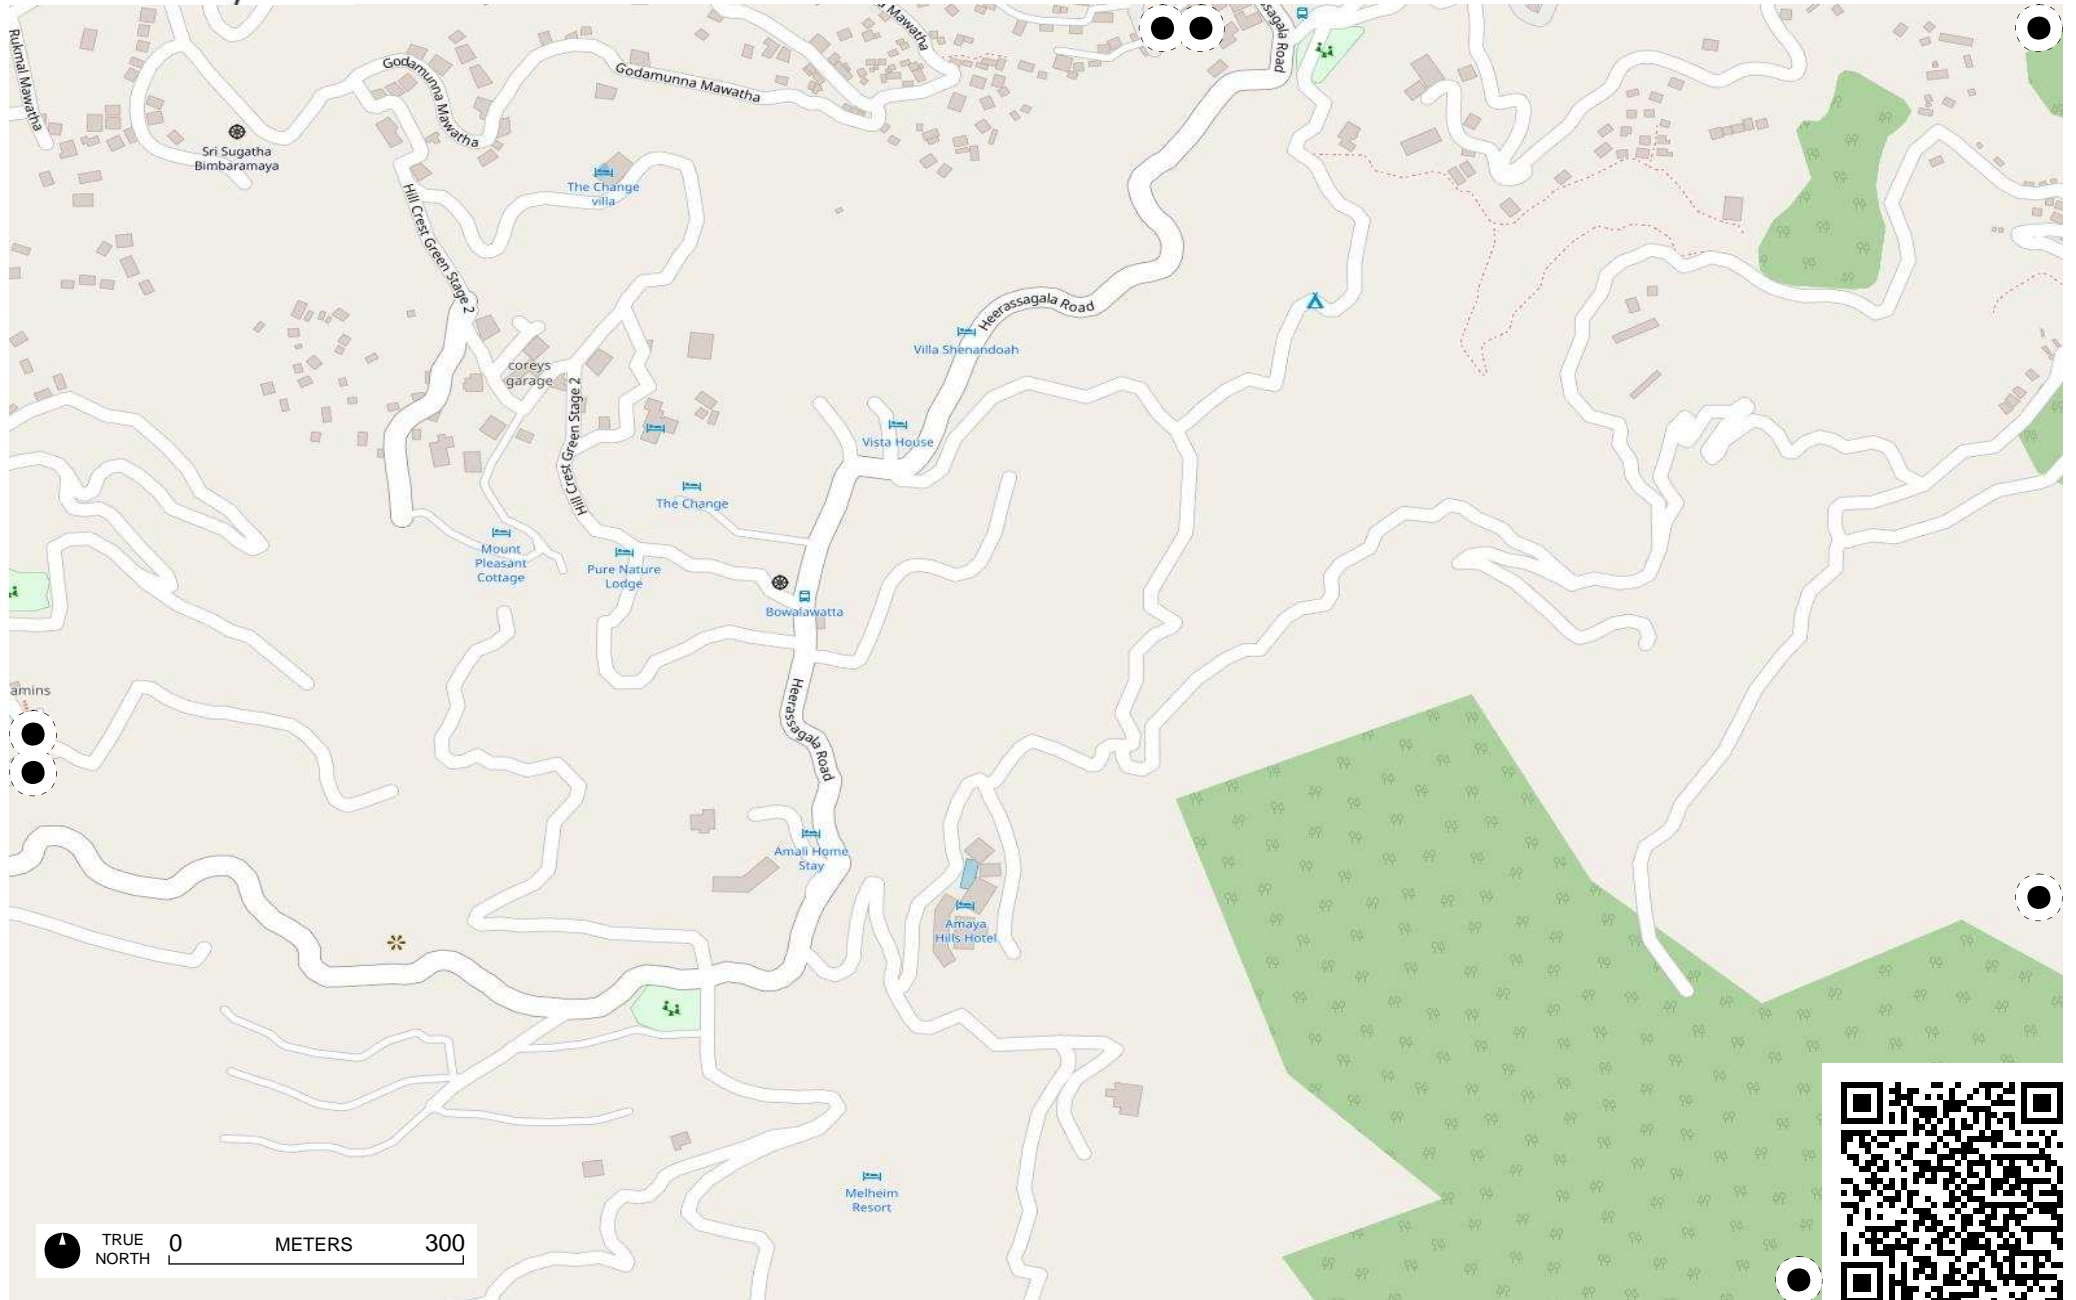 Rukmal Mawatha
Godamunna Mawatha
Godamunna Mawatha
Mawatha
Road
Sri Sugatha
Bimbaramaya
The Change
villa
Hill Crest Green Stage 2
Heerassagala Road
Villa Shenandoah
coreys
garage
Hill Crest Green Stage 2
Vista House
The Change
Mount
Pleasant
Cottage
Pure Nature
Lodge
Bowalawatta
Heerassagala Road
Amali Home
Stay
Amaya
Hills Hotel
Melheim
Resort
TRUE
NORTH
0 METERS 300